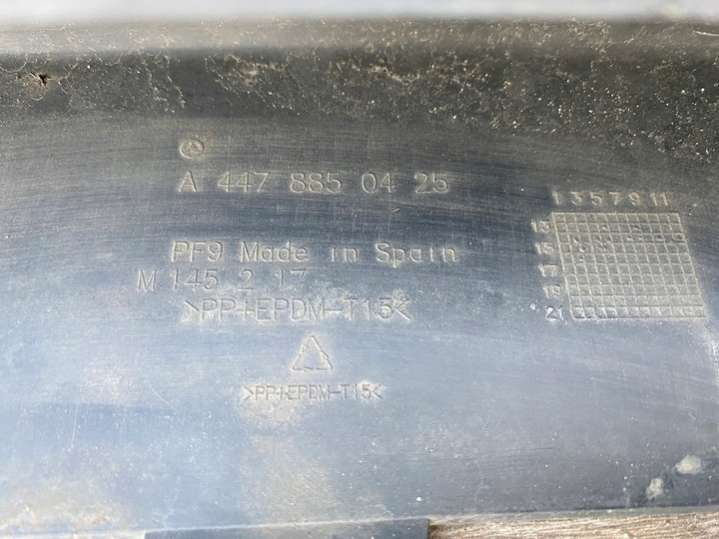 A 447 885 04 25
1 3 5 7 9 11
13
15
17
19
21
PF9 Made in Spain
M 145 2 17
>PP+EPDM-T15<
>PP+EPDM-T15<